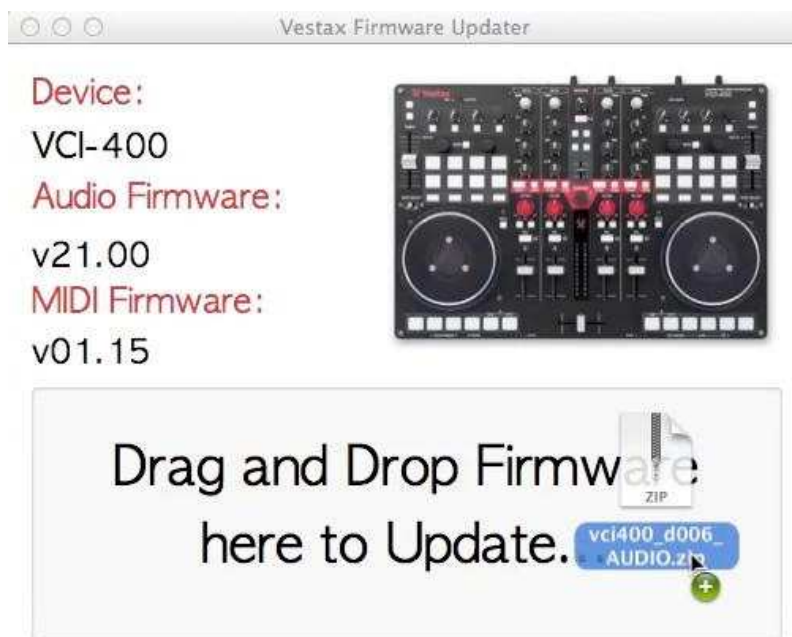 Vestax Firmware Updater
Device:
VCI-400
Audio Firmware:
v21.00
MIDI Firmware:
v01.15
Drag and Drop Firmware
ZIP
here to Update...
vci400_d006_
AUDIO.zip